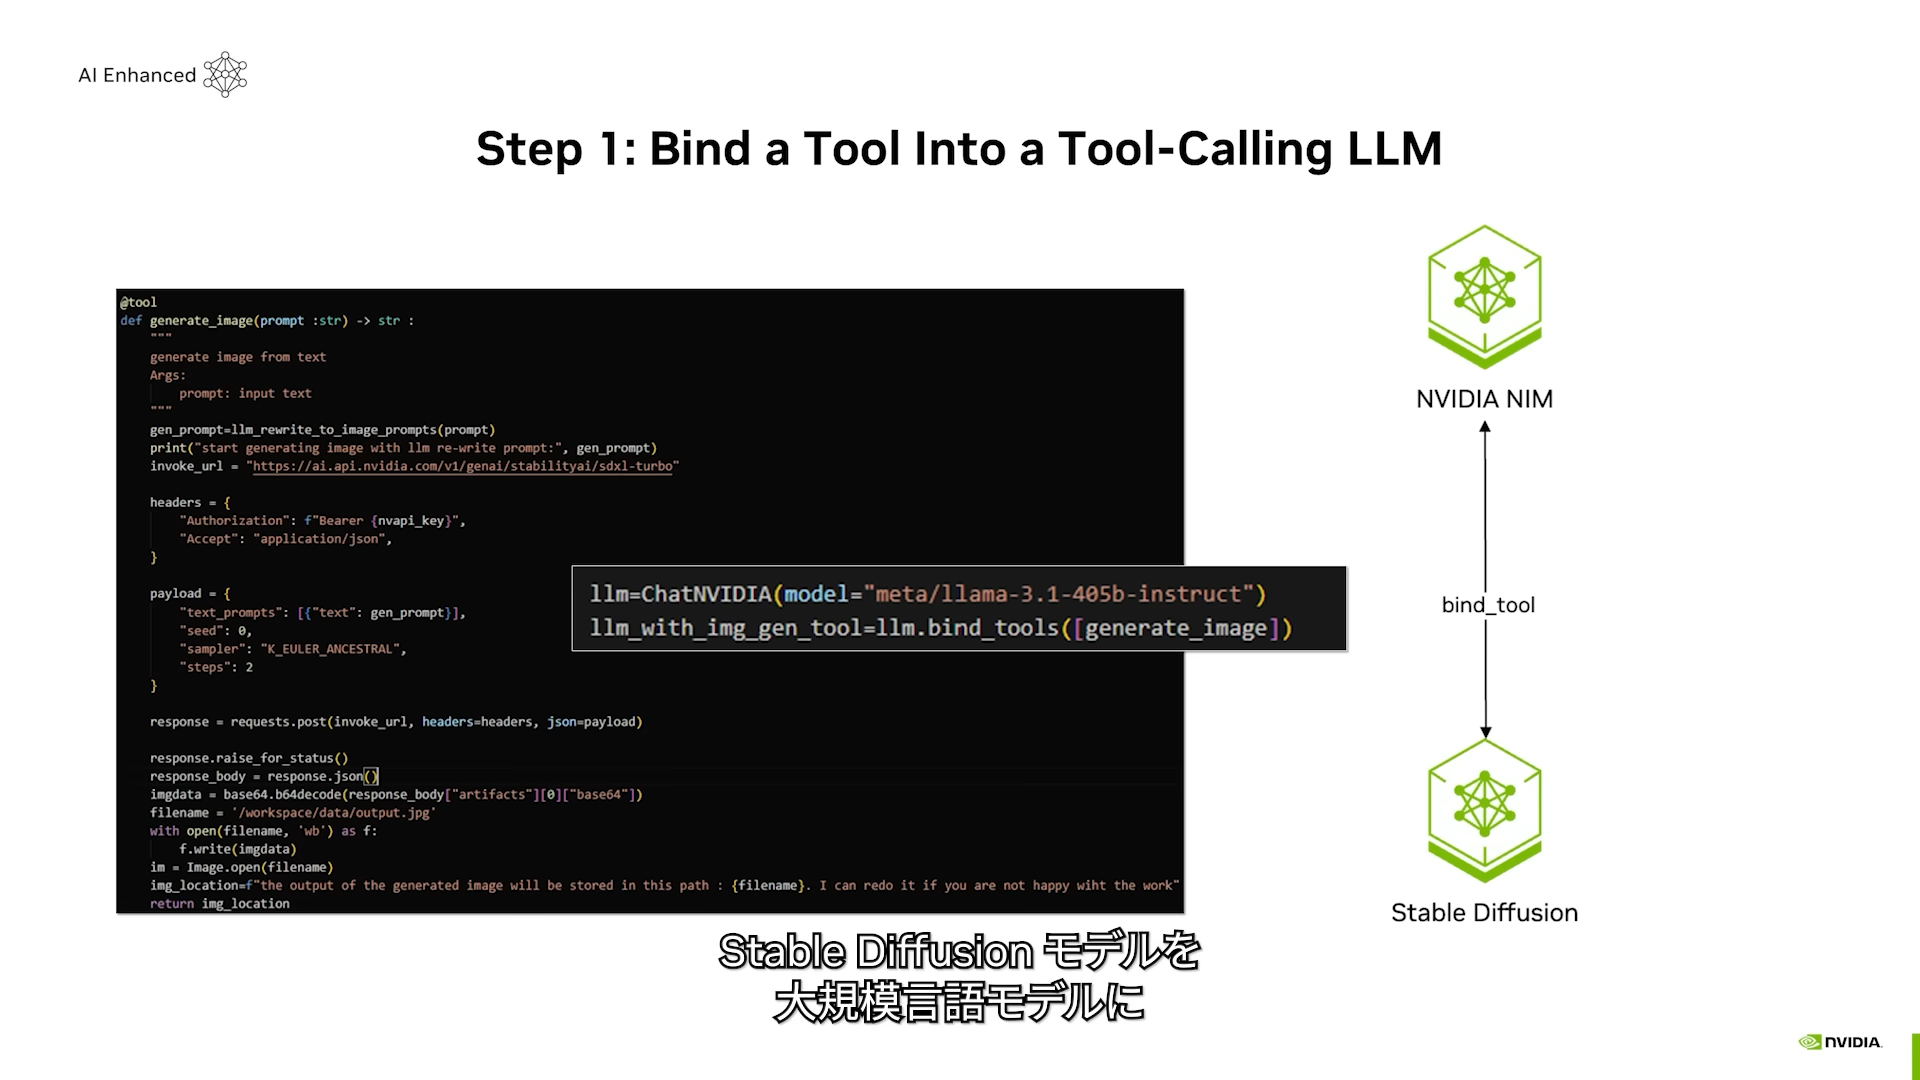 AI Enhanced
Step 1: Bind a Tool Into a Tool-Calling LLM
@tool
def generate_image(prompt :str) -> str :
"""
generate image from text
Args:
prompt: input text
"""
gen_prompt=llm_rewrite_to_image_prompts(prompt)
print("start generating image with llm re-write prompt:", gen_prompt)
invoke_url = "https://ai.api.nvidia.com/v1/genai/stabilityai/sdxl-turbo"
headers = {
"Authorization": f"Bearer {nvapi_key}",
"Accept": "application/json",
}
payload = {
"text_prompts": [{"text": gen_prompt}],
"seed": 0,
"sampler": "K_EULER_ANCESTRAL",
"steps": 2
}
response = requests.post(invoke_url, headers=headers, json=payload)
response.raise_for_status()
response_body = response.json()
imgdata = base64.b64decode(response_body["artifacts"][0]["base64"])
filename = '/workspace/data/output.jpg'
with open(filename, 'wb') as f:
f.write(imgdata)
im = Image.open(filename)
img_location=f"the output of the generated image will be stored in this path : {filename}. I can redo it if you are not happy wiht the work"
return img_location
llm=ChatNVIDIA(model="meta/llama-3.1-405b-instruct")
llm_with_img_gen_tool=llm.bind_tools([generate_image])
NVIDIA NIM
bind_tool
Stable Diffusion
Stable Diffusion モデルを
大規模言語モデルに
NVIDIA